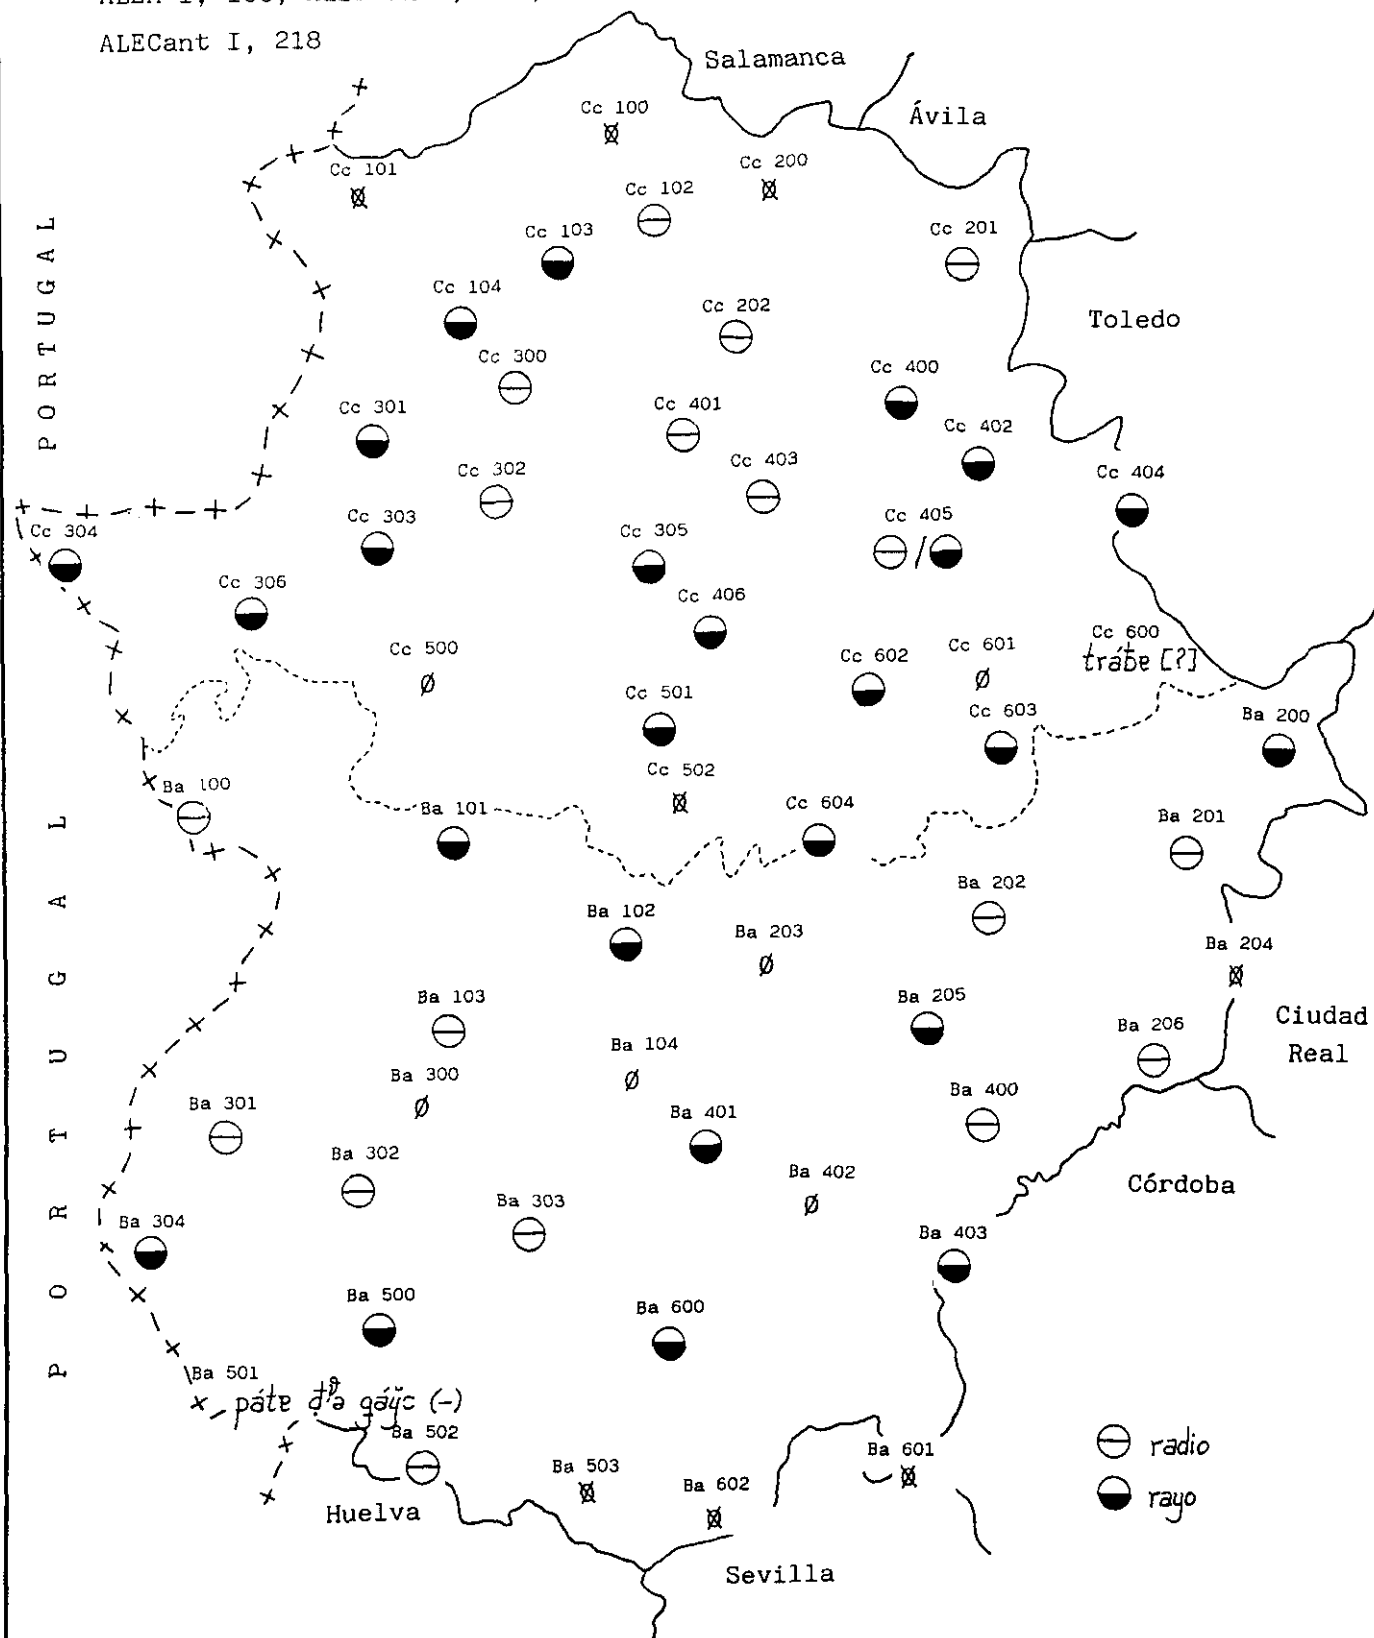 ALECant I, 218
Salamanca
Ávila
Cc 100
Cc 101
Cc 200
Cc 102
Cc 103
Cc 201
Cc 104
Cc 202
Toledo
Cc 300
Cc 400
Cc 301
Cc 401
Cc 402
Cc 302
Cc 403
Cc 404
Cc 303
Cc 405
Cc 304
Cc 305
Cc 306
Cc 406
Cc 500
Cc 600
Cc 601
Cc 602
Cc 501
Cc 603
Ba 200
Cc 502
Ba 100
Ba 101
Cc 604
Ba 201
Ba 202
Ba 102
Ba 203
Ba 204
Ba 103
Ba 205
Ciudad
Real
Ba 206
Ba 104
Ba 300
Ba 301
Ba 401
Ba 400
Ba 302
Ba 402
Córdoba
Ba 303
Ba 304
Ba 403
Ba 500
Ba 600
Ba 501
Ba 502
Ba 503
Ba 601
Ba 602
Huelva
Sevilla
PORTUGAL
PORTUGAL
radio
rayo